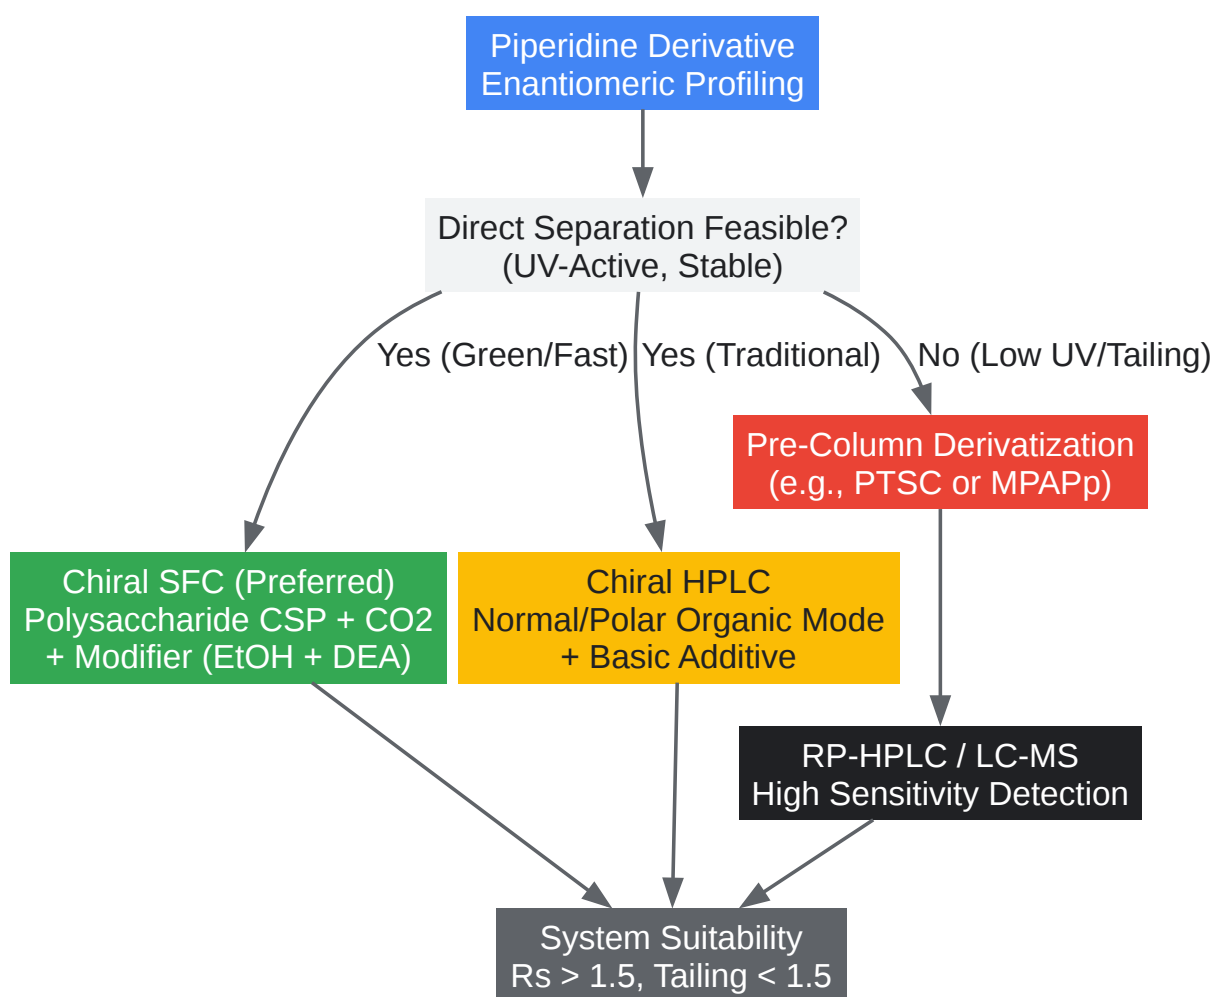 Piperidine Derivative
Enantiomeric Profiling
Direct Separation Feasible?
(UV-Active, Stable)
Yes (Green/Fast)
Yes (Traditional)
No (Low UV/Tailing)
Pre-Column Derivatization
(e.g., PTSC or MPAPp)
Chiral SFC (Preferred)
Polysaccharide CSP + CO2
+ Modifier (EtOH + DEA)
Chiral HPLC
Normal/Polar Organic Mode
+ Basic Additive
RP-HPLC / LC-MS
High Sensitivity Detection
System Suitability
Rs > 1.5, Tailing < 1.5